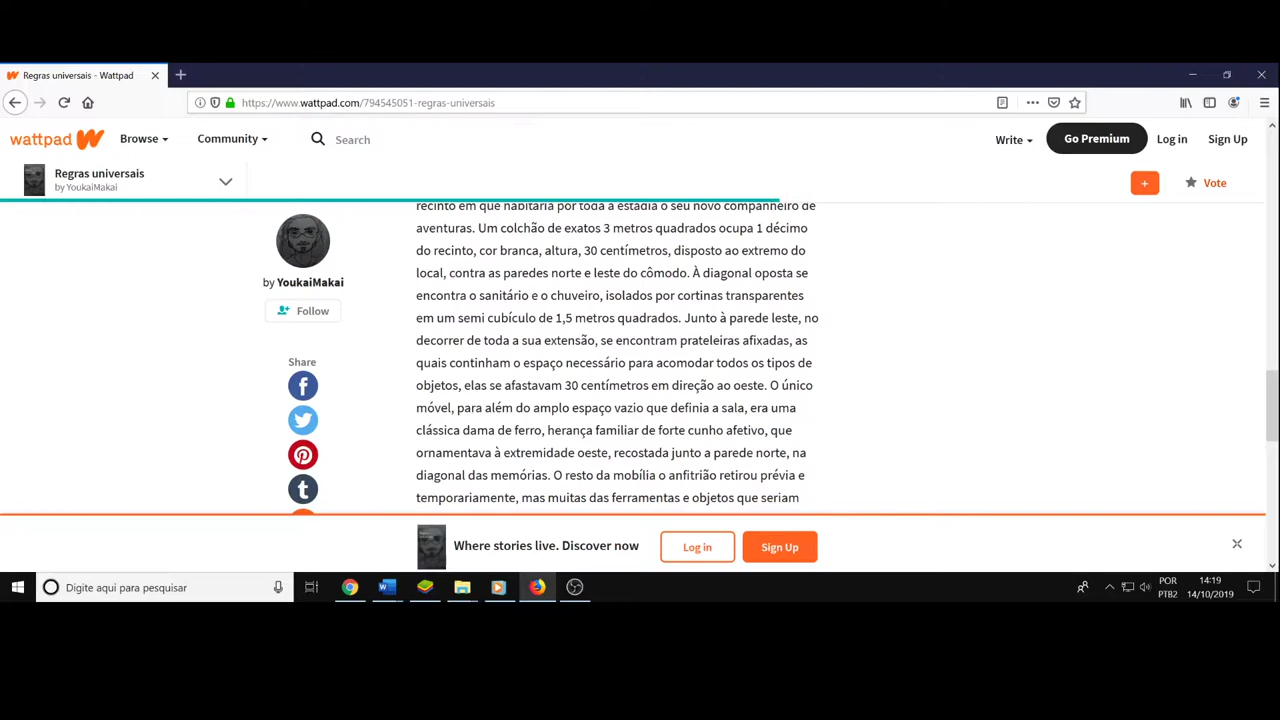 Regras universais - Wattpad
https://www.wattpad.com/794545051-regras-universais
wattpad
Browse
Community
Search
Write
Go Premium
Log in
Sign Up
Regras universais
by YoukaiMakai
+
Vote
by YoukaiMakai
Follow
Share
recinto em que habitaria por toda a estadia o seu novo companheiro de
aventuras. Um colchão de exatos 3 metros quadrados ocupa 1 décimo
do recinto, cor branca, altura, 30 centímetros, disposto ao extremo do
local, contra as paredes norte e leste do cômodo. À diagonal oposta se
encontra o sanitário e o chuveiro, isolados por cortinas transparentes
em um semi cubículo de 1,5 metros quadrados. Junto à parede leste, no
decorrer de toda a sua extensão, se encontram prateleiras afixadas, as
quais continham o espaço necessário para acomodar todos os tipos de
objetos, elas se afastavam 30 centímetros em direção ao oeste. O único
móvel, para além do amplo espaço vazio que definia a sala, era uma
clássica dama de ferro, herança familiar de forte cunho afetivo, que
ornamentava à extremidade oeste, recostada junto a parede norte, na
diagonal das memórias. O resto da mobília o anfitrião retirou prévia e
temporariamente, mas muitas das ferramentas e objetos que seriam
Where stories live. Discover now
Log in
Sign Up
Digite aqui para pesquisar
POR
PTB2
14:19
14/10/2019